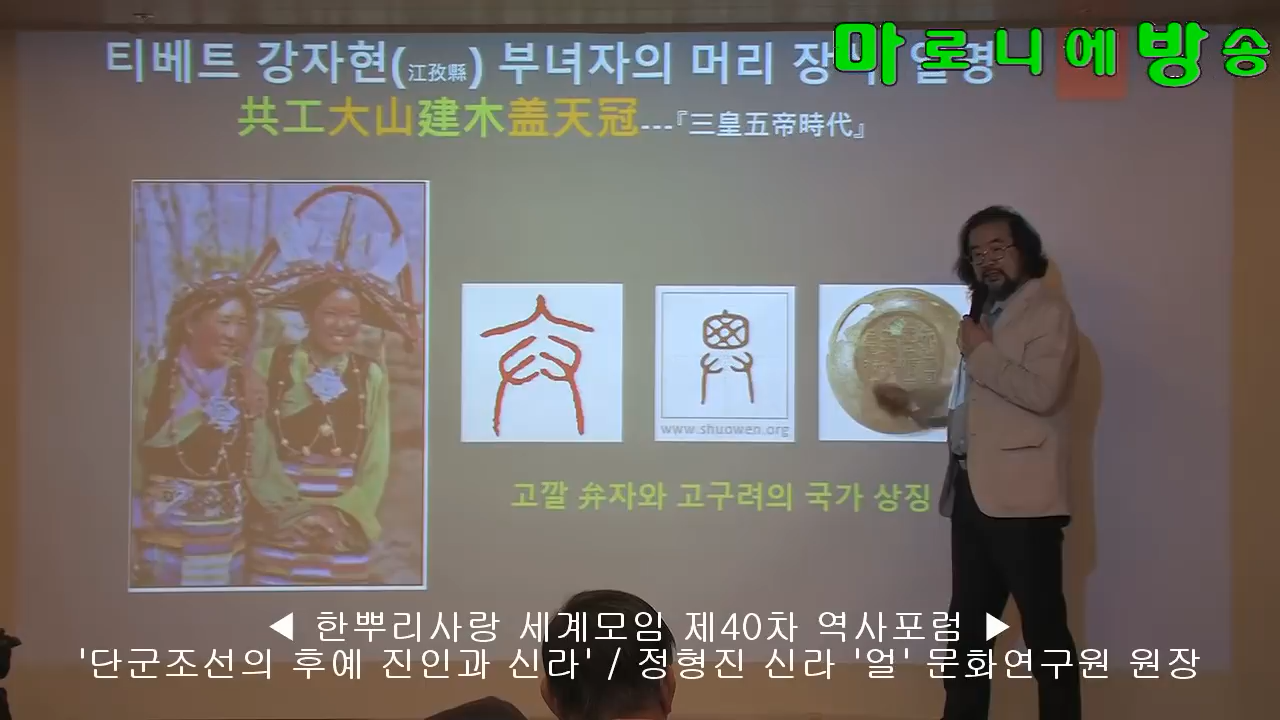 마로니에방송
티베트 강자현(江孜縣) 부녀자의 머리
共工大山建木盖天冠---『三皇五帝時代』
www.shuowen.org
고깔 弁자와 고구려의 국가 상징
◀ 한뿌리사랑 세계모임 제40차 역사포럼 ▶
'단군조선의 후예 진인과 신라' / 정형진 신라 '얼' 문화연구원 원장